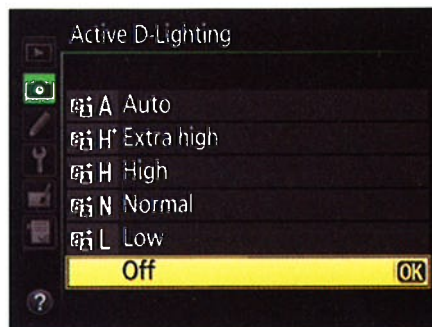 Active D-Lighting
A Auto
H* Extra high
H High
N Normal
L Low
Off OK
?